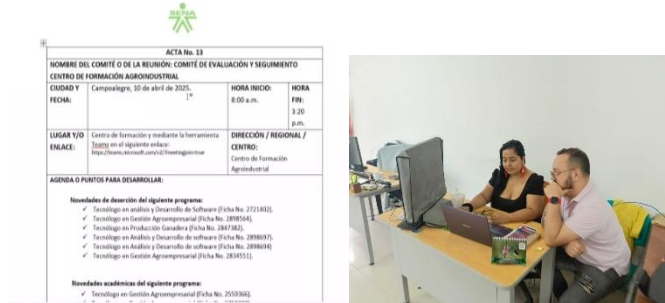 SENA
ACTA No. 13
NOMBRE DEL COMITÉ O DE LA REUNIÓN: COMITÉ DE EVALUACIÓN Y SEGUIMIENTO
CENTRO DE FORMACIÓN AGROINDUSTRIAL
CIUDAD Y FECHA:
Campoalegre, 10 de abril de 2025.
HORA INICIO:
8:00 a.m.
HORA FIN:
3:20
p.m.
LUGAR Y/O ENLACE:
Centro de formación y mediante la herramienta
Teams en el siguiente enlace:
DIRECCIÓN / REGIONAL /
CENTRO:
Centro de Formación
Agroindustrial
AGENDA O PUNTOS PARA DESARROLLAR:
Novedades de deserción del siguiente programa:
✓ Tecnólogo en análisis y Desarrollo de Software (Ficha No. 2721402).
✓ Tecnólogo en Gestión Agroempresarial (Ficha No. 2898564).
✓ Tecnólogo en Producción Ganadera (Ficha No. 2847382).
✓ Tecnólogo en Análisis y Desarrollo de software (Ficha No. 2898697).
✓ Tecnólogo en Análisis y Desarrollo de software (Ficha No. 2898694)
✓ Tecnólogo en Gestión Agroempresarial (Ficha No. 2834551).
Novedades académicas del siguiente programa:
✓ Tecnólogo en Gestión Agroempresarial (Ficha No. 2559366).